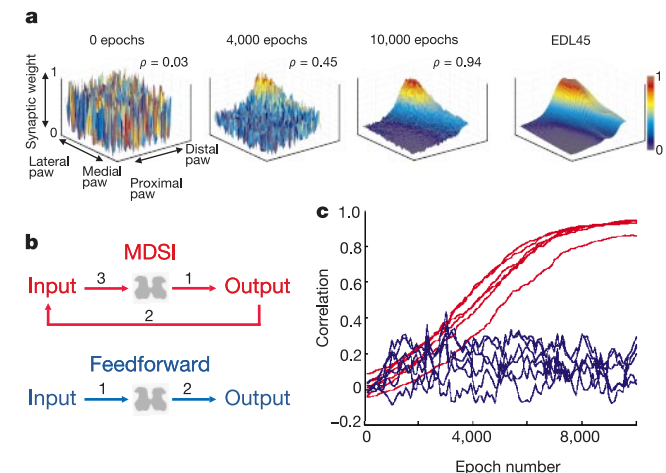 a
0 epochs
4,000 epochs
10,000 epochs
EDL45
ρ = 0.03
ρ = 0.45
ρ = 0.94
Synaptic weight
1
0
1
0
Lateral paw
Medial paw
Proximal paw
Distal paw
b
MDSI
Input
3
1
Output
2
Feedforward
Input
1
2
Output
c
Correlation
1.0
0.8
0.6
0.4
0.2
0
−0.2
0
4,000
8,000
Epoch number